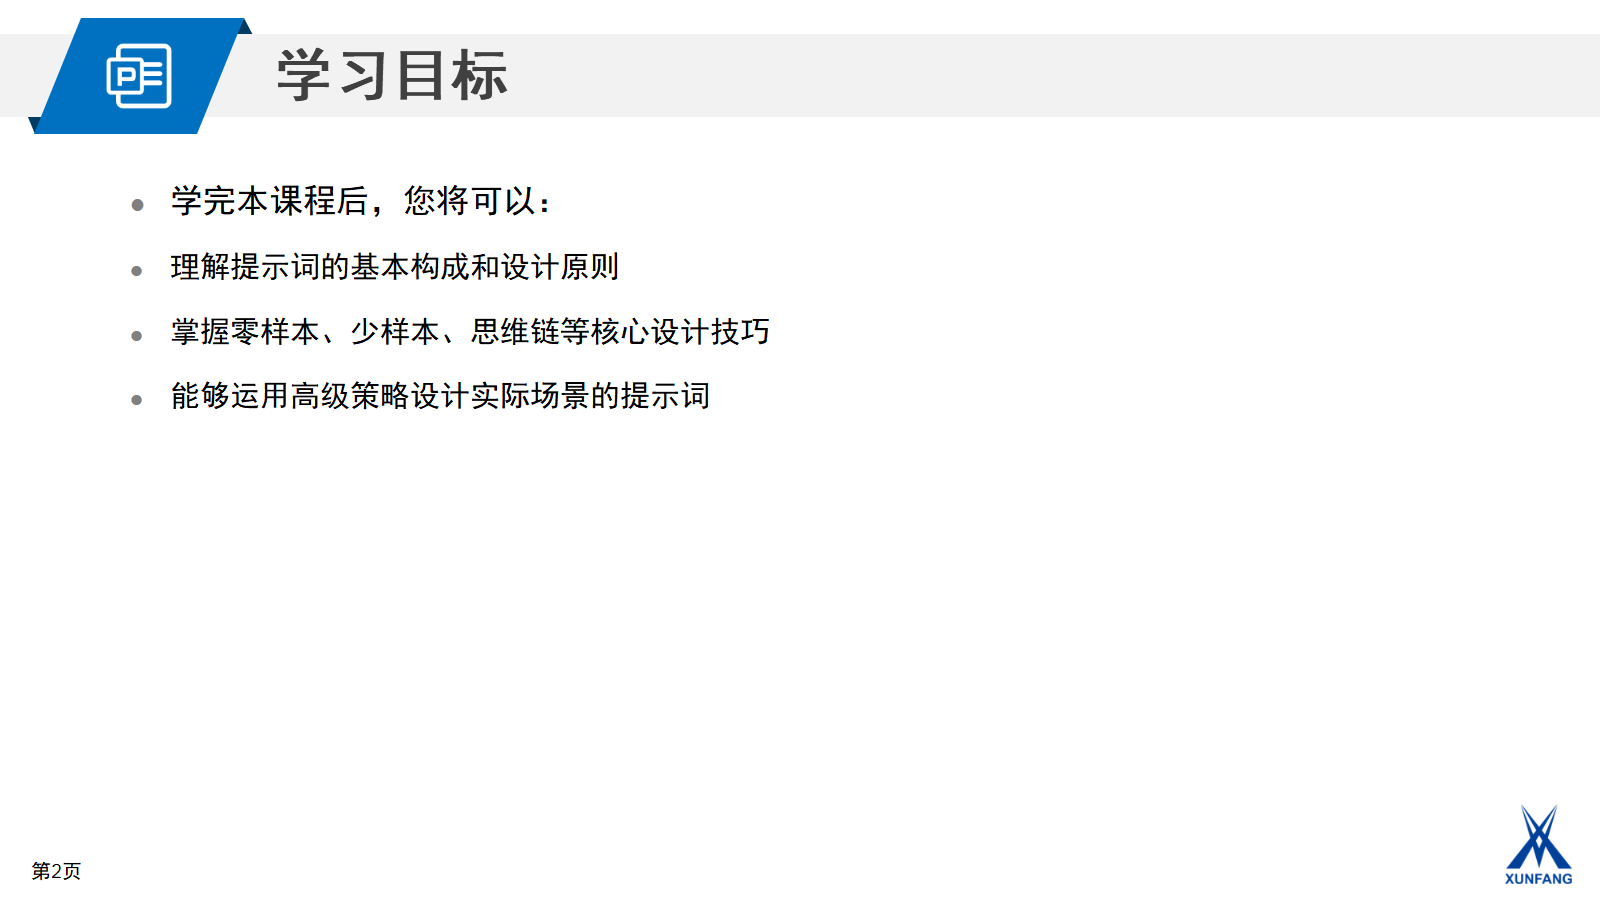 学习目标
学完本课程后，您将可以：
理解提示词的基本构成和设计原则
掌握零样本、少样本、思维链等核心设计技巧
能够运用高级策略设计实际场景的提示词
第2页
XUNFANG